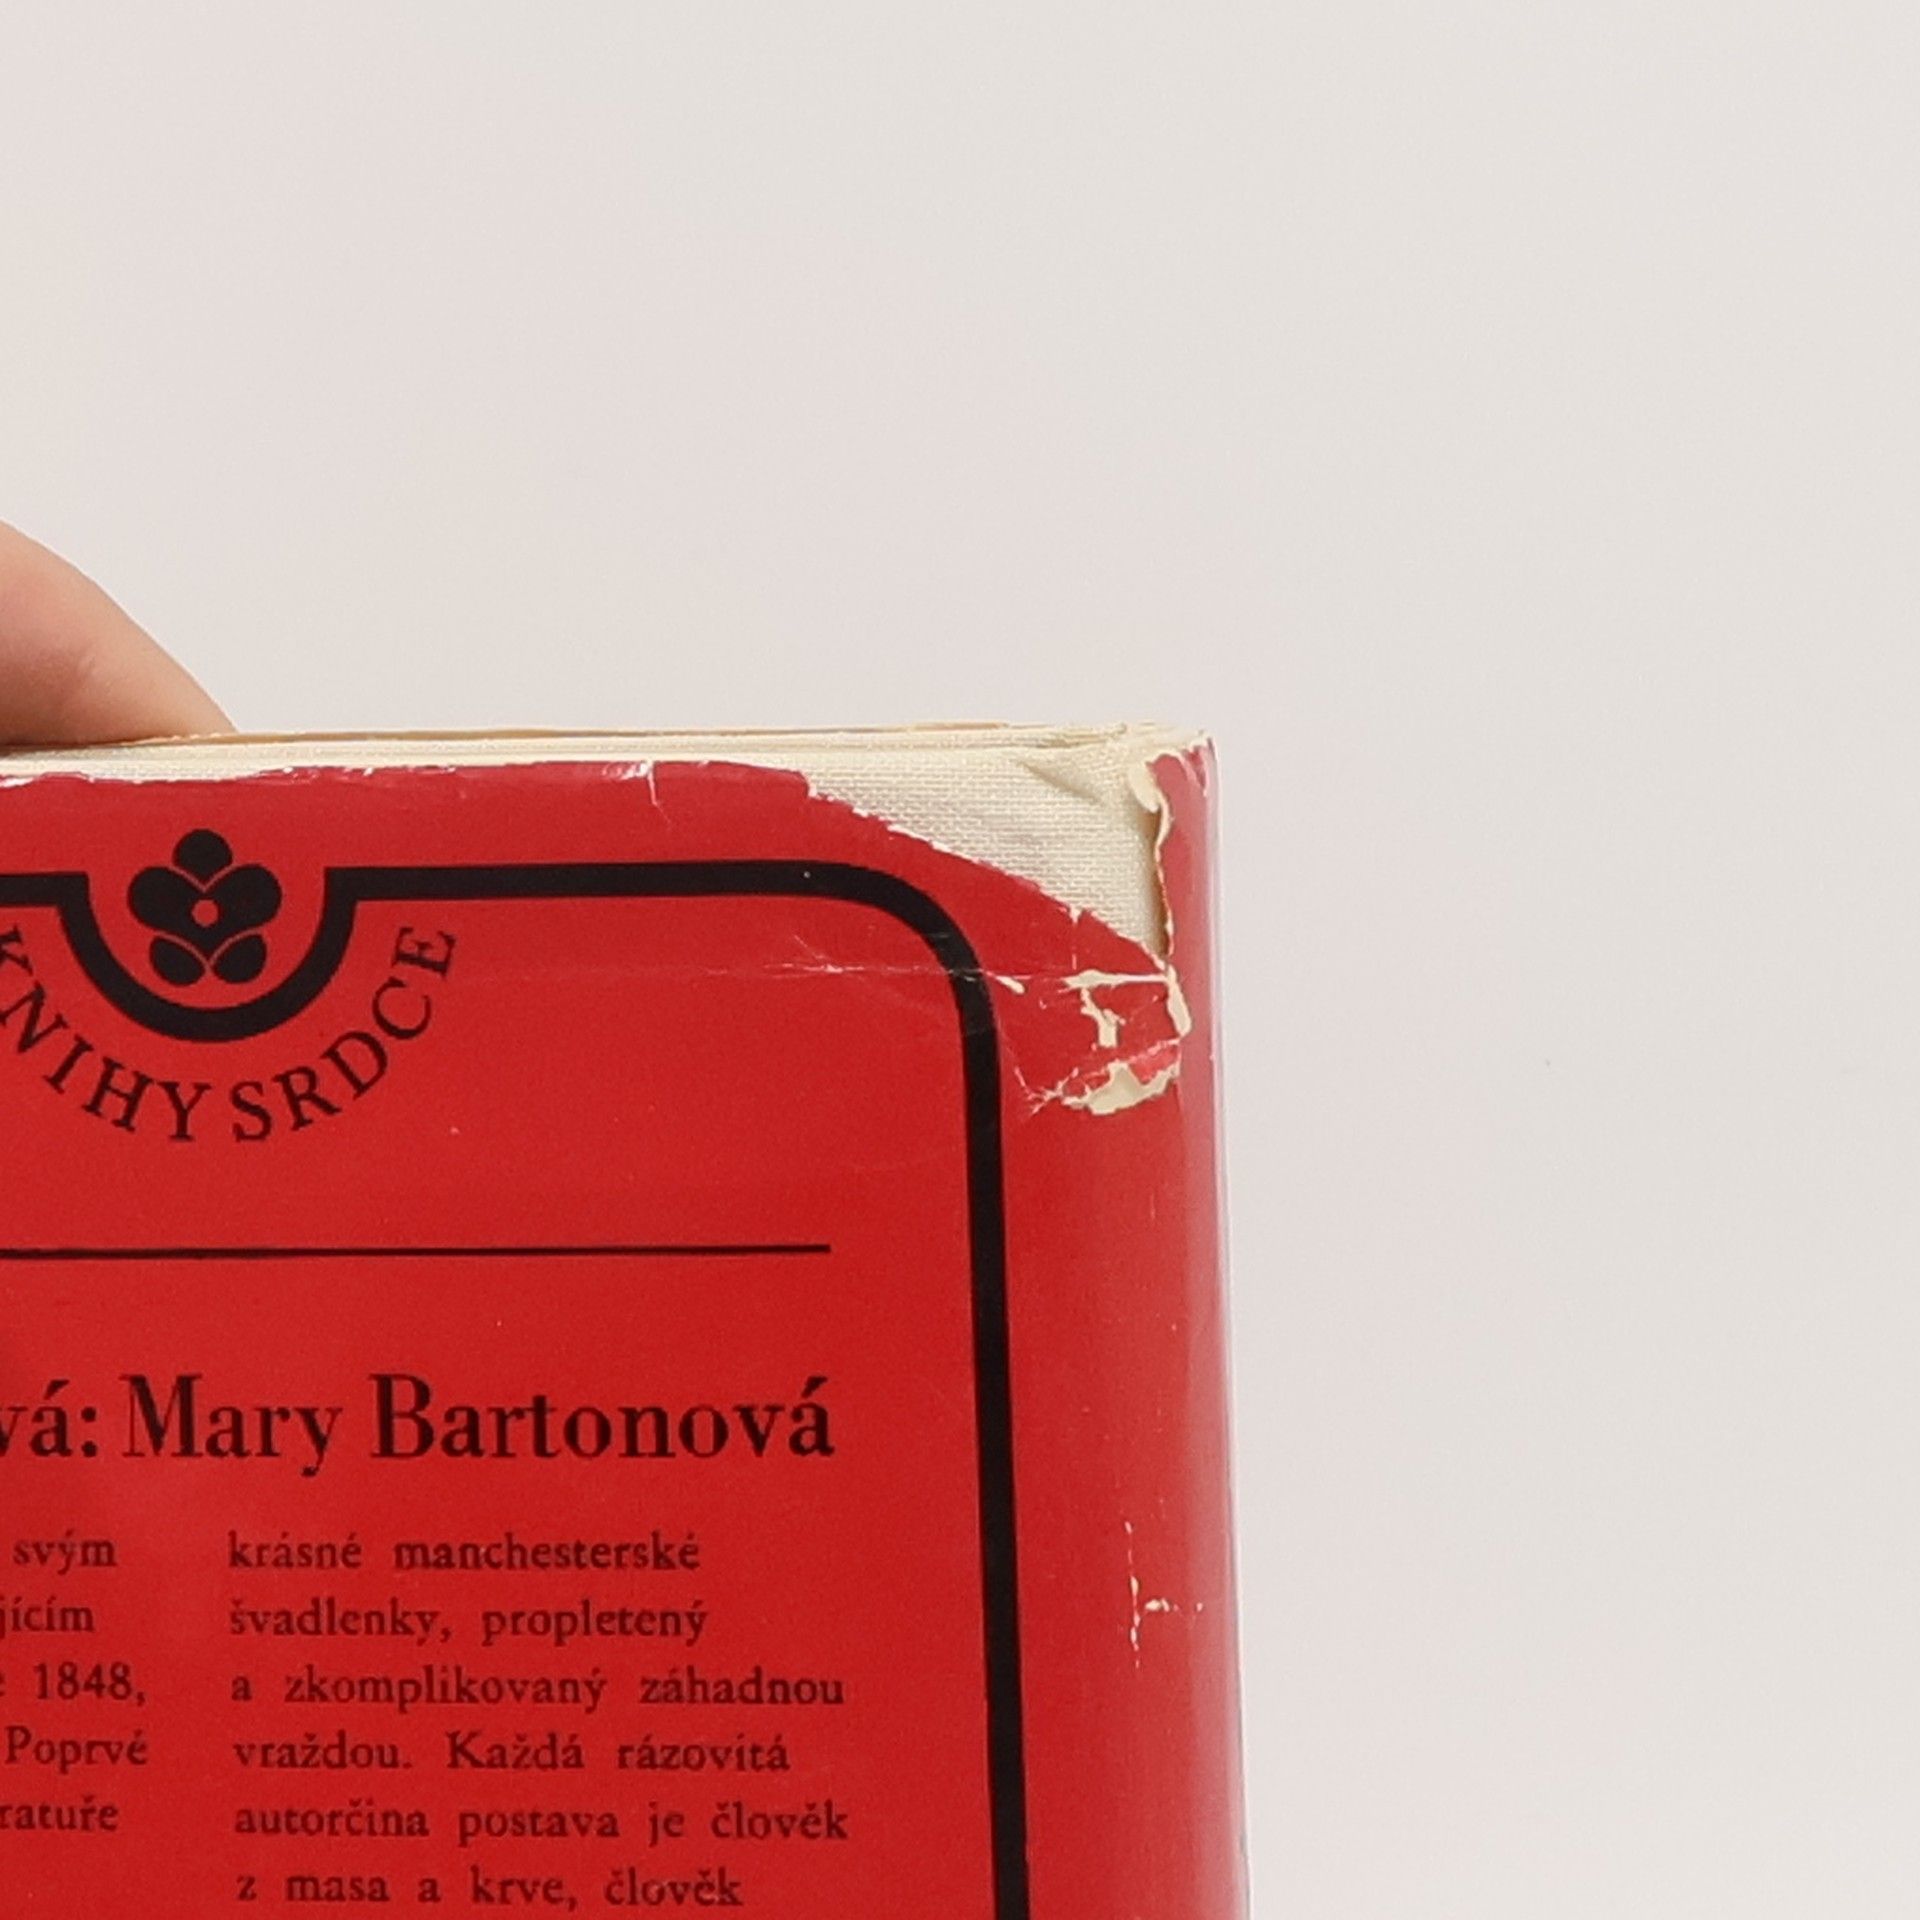 KNIHY SRDCE
vá: Mary Bartonová
svým
jícím
1848,
Poprvé
ratuře
krásné manchesterské
švadlenky, propletený
a zkomplikovaný záhadnou
vraždou. Každá rázovitá
autorčina postava je člověk
z masa a krve, člověk